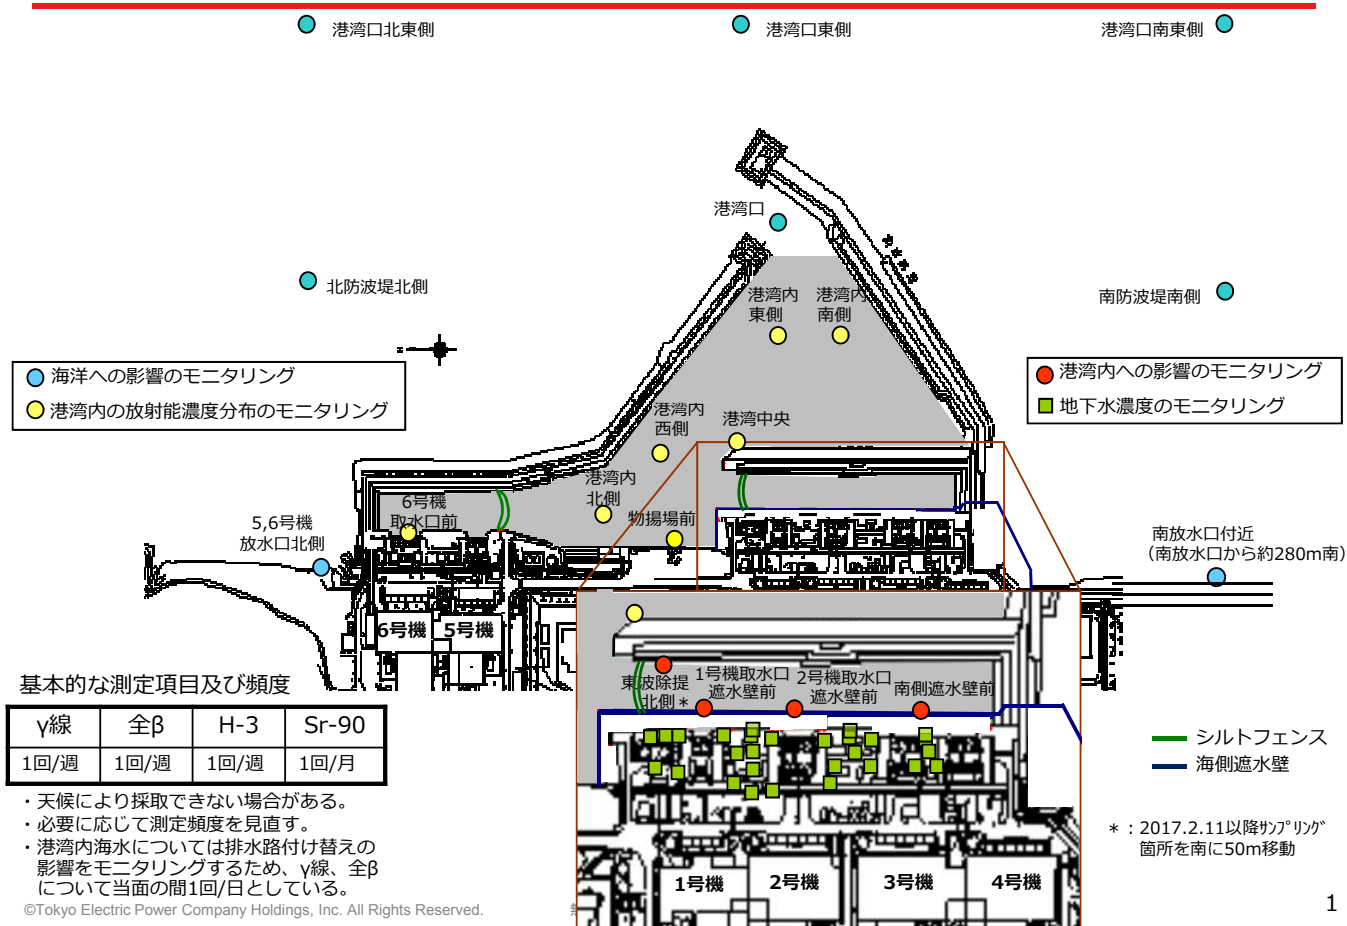 港湾口北東側
港湾口東側
港湾口南東側
港湾口
北防波堤北側
港湾内
東側
港湾内
南側
南防波堤南側
海洋への影響のモニタリング
港湾内の放射能濃度分布のモニタリング
港湾内への影響のモニタリング
地下水濃度のモニタリング
港湾内
西側
港湾中央
港湾内
北側
6号機
取水口前
物揚場前
5,6号機
放水口北側
南放水口付近
（南放水口から約280m南）
6号機
5号機
東波除堤
北側＊
1号機取水口
遮水壁前
2号機取水口
遮水壁前
南側遮水壁前
基本的な測定項目及び頻度
γ線 全β H-3 Sr-90
1回/週 1回/週 1回/週 1回/月
・天候により採取できない場合がある。
・必要に応じて測定頻度を見直す。
・港湾内海水については排水路付け替えの
影響をモニタリングするため、γ線、全β
について当面の間1回/日としている。
シルトフェンス
海側遮水壁
＊：2017.2.11以降ｻﾝﾌﾟﾘﾝｸﾞ
箇所を南に50m移動
1号機
2号機
3号機
4号機
©Tokyo Electric Power Company Holdings, Inc. All Rights Reserved.
1